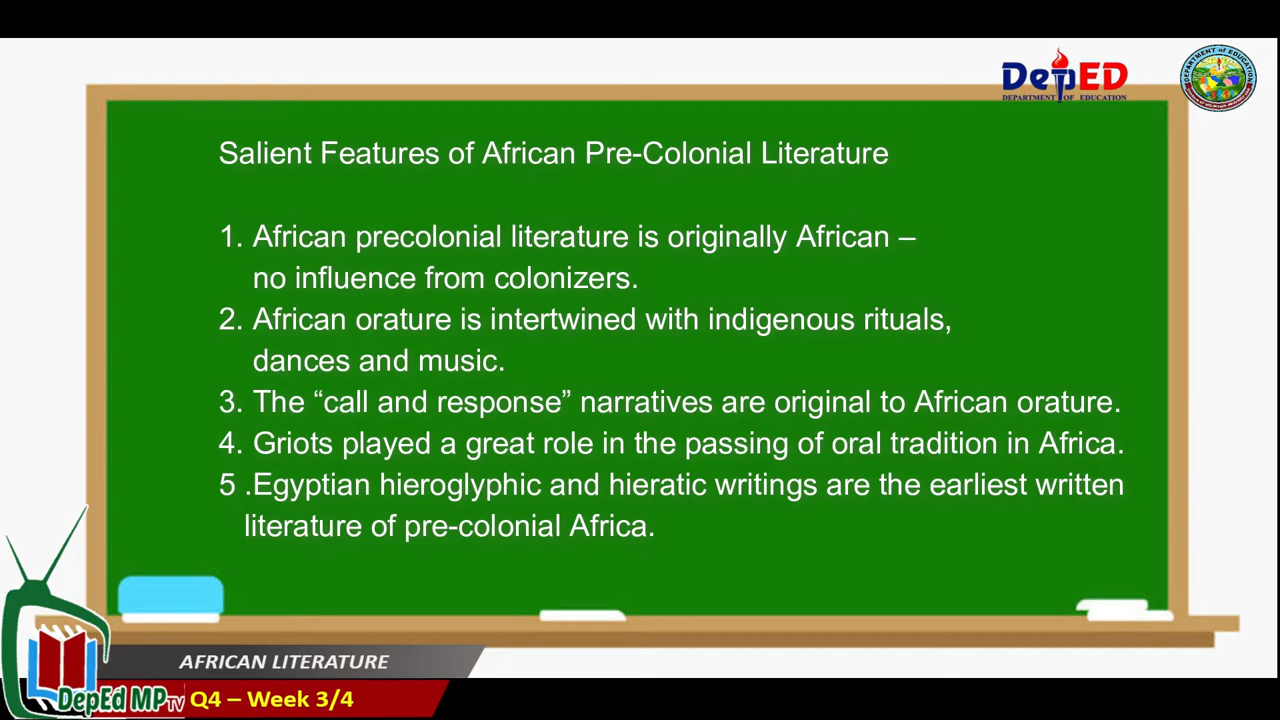 DepED
DEPARTMENT OF EDUCATION
DEPARTMENT of EDUCATION
Salient Features of African Pre-Colonial Literature
1. African precolonial literature is originally African –
no influence from colonizers.
2. African orature is intertwined with indigenous rituals,
dances and music.
3. The “call and response” narratives are original to African orature.
4. Griots played a great role in the passing of oral tradition in Africa.
5 .Egyptian hieroglyphic and hieratic writings are the earliest written
literature of pre-colonial Africa.
AFRICAN LITERATURE
DepEd MPTV
Q4 – Week 3/4